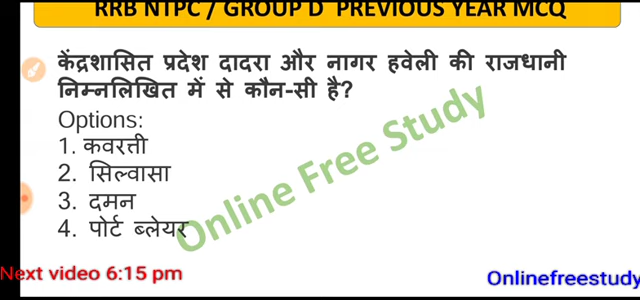 RRB NTPC / GROUP D PREVIOUS YEAR MCQ
केंद्रशासित प्रदेश दादरा और नागर हवेली की राजधानी
निम्नलिखित में से कौन-सी है?
Options:
1. कवरत्ती
2. सिल्वासा
3. दमन
4. पोर्ट ब्लेयर
Online Free Study
Next video 6:15 pm
Onlinefreestudy